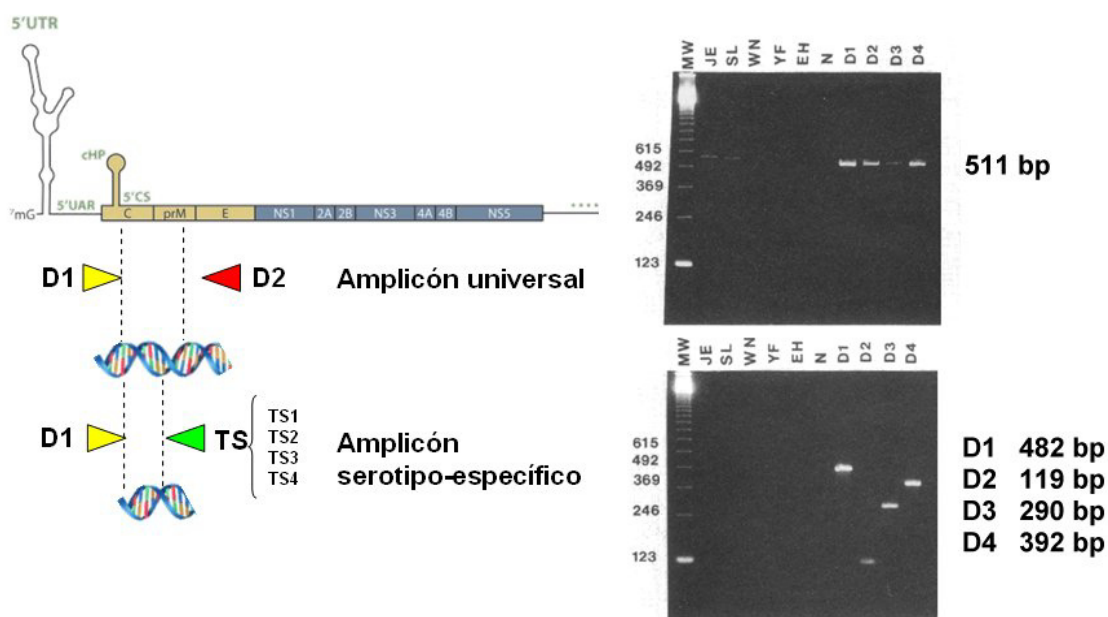 5'UTR
cHP
5'UAR
5'CS
7mG
C prM E NS1 2A 2B NS3 4A 4B NS5
D1
D2
Amplicón universal
D1
TS
TS1
TS2
TS3
TS4
Amplicón
serotipo-específico
MW JE SL WN YF EH N D1 D2 D3 D4
615
492
369
246
123
511 bp
MW JE SL WN YF EH N D1 D2 D3 D4
615
492
369
246
123
D1 482 bp
D2 119 bp
D3 290 bp
D4 392 bp